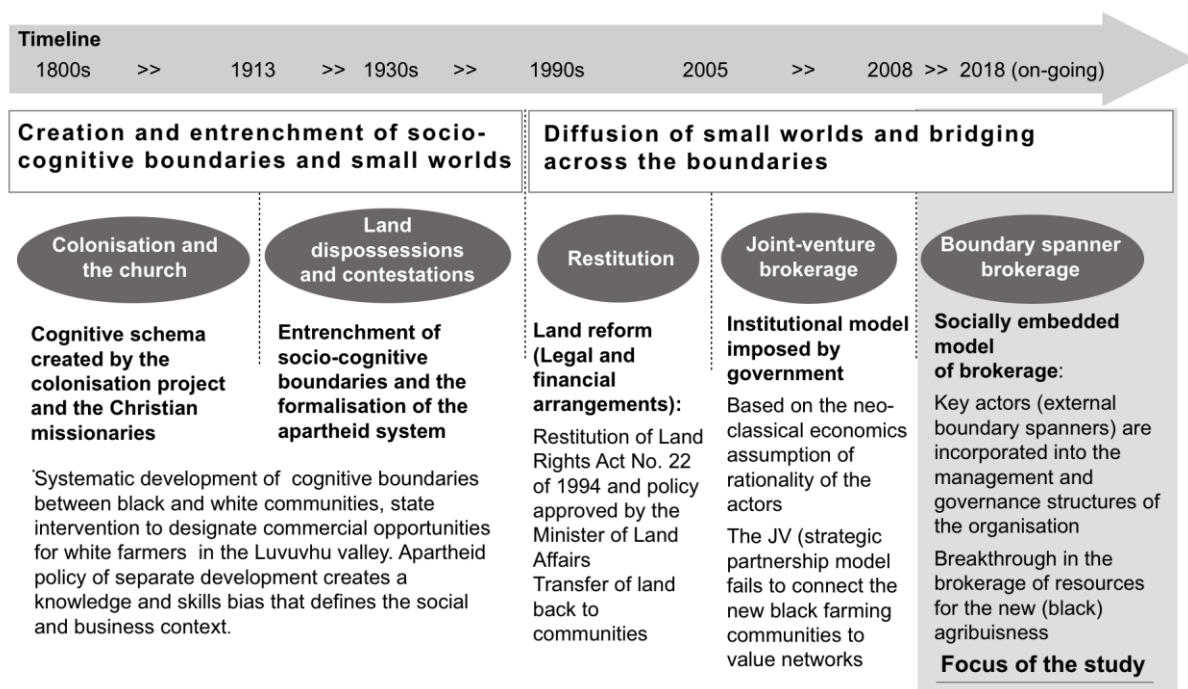 Timeline
1800s >> 1913 >> 1930s >> 1990s 2005 >> 2008 >> 2018 (on-going)
Creation and entrenchment of socio-
cognitive boundaries and small worlds
Diffusion of small worlds and bridging
across the boundaries
Colonisation and
the church
Land
dispossessions
and contestations
Restitution
Joint-venture
brokerage
Boundary spanner
brokerage
Cognitive schema
created by the
colonisation project
and the Christian
missionaries
Entrenchment of
socio-cognitive
boundaries and the
formalisation of the
apartheid system
Systematic development of cognitive boundaries
between black and white communities, state
intervention to designate commercial opportunities
for white farmers in the Luvuvhu valley. Apartheid
policy of separate development creates a
knowledge and skills bias that defines the social
and business context.
Land reform
(Legal and
financial
arrangements):
Restitution of Land
Rights Act No. 22
of 1994 and policy
approved by the
Minister of Land
Affairs
Transfer of land
back to
communities
Institutional model
imposed by
government
Based on the neo-
classical economics
assumption of
rationality of the
actors
The JV (strategic
partnership model
fails to connect the
new black farming
communities to
value networks
Socially embedded
model
of brokerage:
Key actors (external
boundary spanners) are
incorporated into the
management and
governance structures of
the organisation
Breakthrough in the
brokerage of resources
for the new (black)
agribuisness
Focus of the study